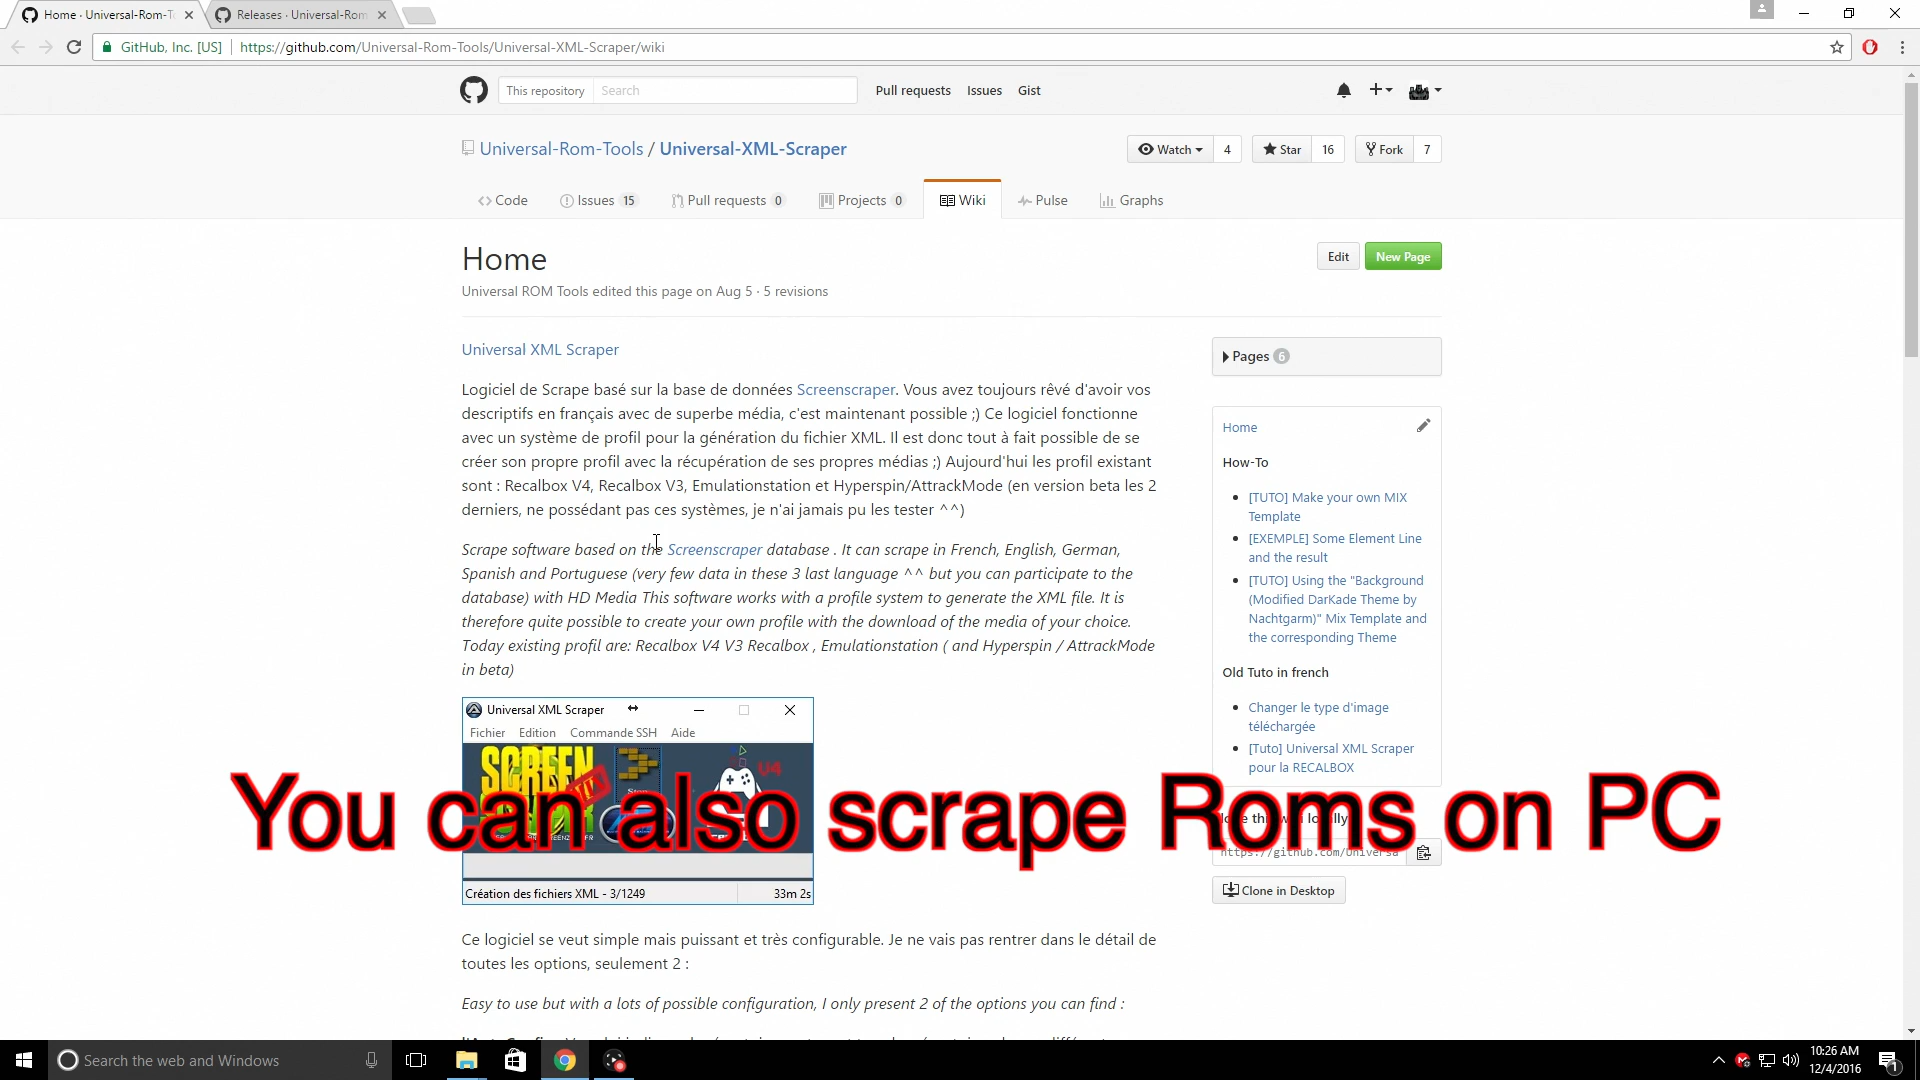 Home · Universal-Rom-T
Releases · Universal-Rom
GitHub, Inc. [US]
https://github.com/Universal-Rom-Tools/Universal-XML-Scraper/wiki
This repository
Search
Pull requests
Issues
Gist
Universal-Rom-Tools / Universal-XML-Scraper
Watch
4
Star
16
Fork
7
Code
Issues 15
Pull requests 0
Projects 0
Wiki
Pulse
Graphs
Home
Edit
New Page
Universal ROM Tools edited this page on Aug 5 · 5 revisions
Universal XML Scraper
Logiciel de Scrape basé sur la base de données Screenscraper. Vous avez toujours rêvé d'avoir vos
descriptifs en français avec de superbe média, c'est maintenant possible ;) Ce logiciel fonctionne
avec un système de profil pour la génération du fichier XML. Il est donc tout à fait possible de se
créer son propre profil avec la récupération de ses propres médias ;) Aujourd'hui les profil existant
sont : Recalbox V4, Recalbox V3, Emulationstation et Hyperspin/AttrackMode (en version beta les 2
derniers, ne possédant pas ces systèmes, je n'ai jamais pu les tester ^^)
Scrape software based on the Screenscraper database . It can scrape in French, English, German,
Spanish and Portuguese (very few data in these 3 last language ^^ but you can participate to the
database) with HD Media This software works with a profile system to generate the XML file. It is
therefore quite possible to create your own profile with the download of the media of your choice.
Today existing profil are: Recalbox V4 V3 Recalbox , Emulationstation ( and Hyperspin / AttrackMode
in beta)
Universal XML Scraper
Fichier Edition Commande SSH Aide
SCREEN
V4
Création des fichiers XML - 3/1249
33m 2s
You can also scrape Roms on PC
Ce logiciel se veut simple mais puissant et très configurable. Je ne vais pas rentrer dans le détail de
toutes les options, seulement 2 :
Easy to use but with a lots of possible configuration, I only present 2 of the options you can find :
Pages 6
Home
How-To
[TUTO] Make your own MIX
Template
[EXEMPLE] Some Element Line
and the result
[TUTO] Using the "Background
(Modified DarKade Theme by
Nachtgarm)" Mix Template and
the corresponding Theme
Old Tuto in french
Changer le type d'image
téléchargée
[Tuto] Universal XML Scraper
pour la RECALBOX
https://github.com/Universa
Clone in Desktop
Search the web and Windows
10:26 AM
12/4/2016
1